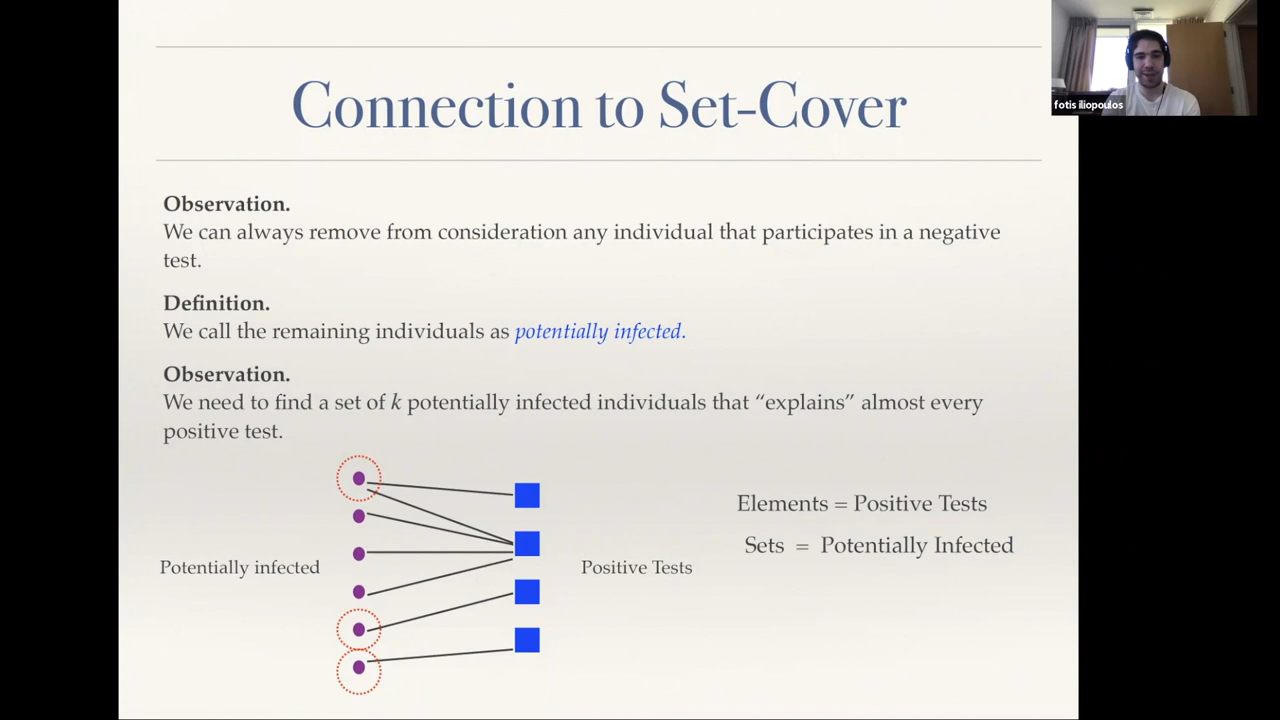 Connection to Set-Cover
fotis iliopoulos
Observation.
We can always remove from consideration any individual that participates in a negative
test.
Definition.
We call the remaining individuals as potentially infected.
Observation.
We need to find a set of k potentially infected individuals that “explains” almost every
positive test.
Elements = Positive Tests
Sets = Potentially Infected
Potentially infected
Positive Tests